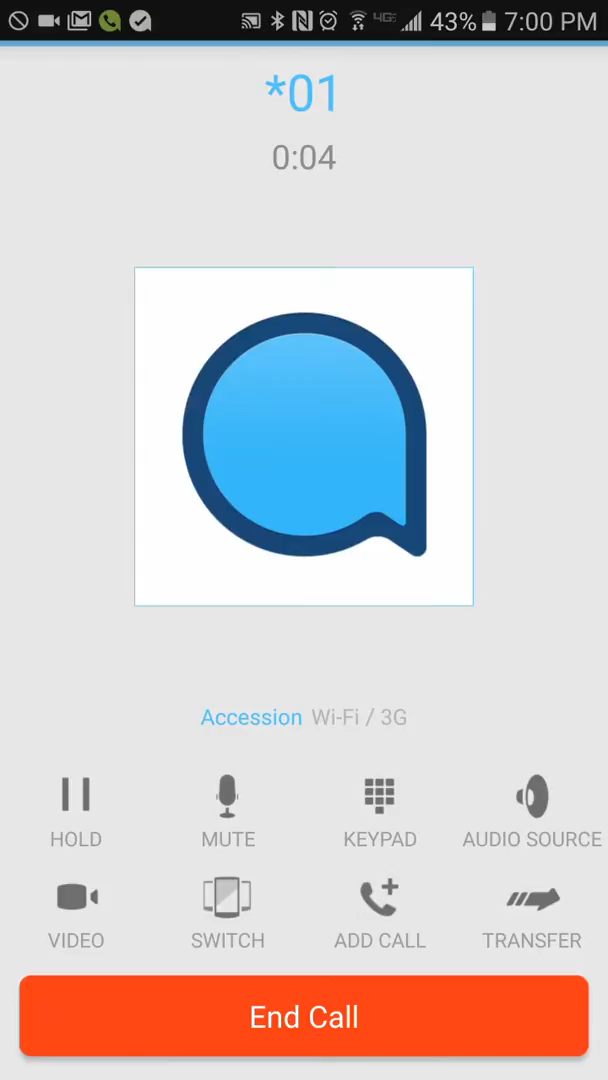 4G 43% 7:00 PM
*01
0:04
Accession Wi-Fi / 3G
HOLD MUTE KEYPAD AUDIO SOURCE
VIDEO SWITCH ADD CALL TRANSFER
End Call